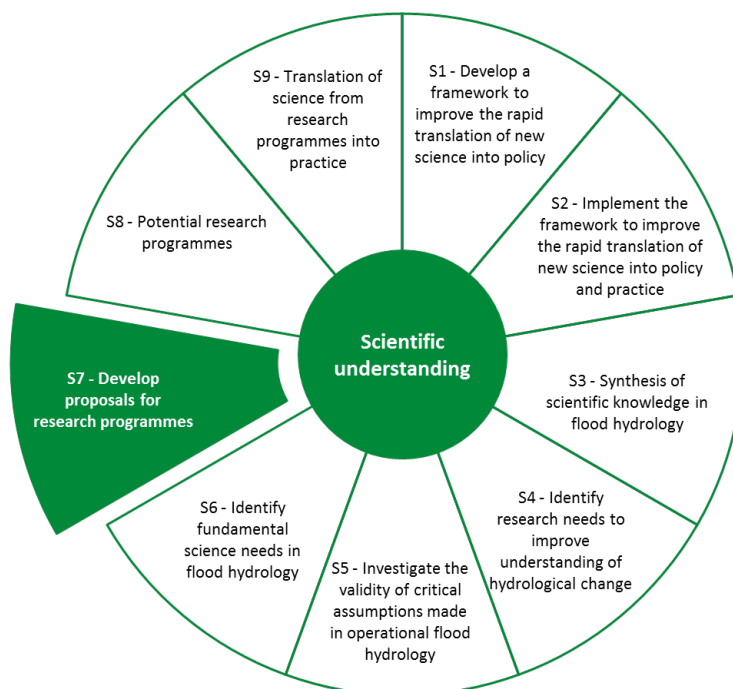 S1 - Develop a
framework to
improve the rapid
translation of new
science into policy
S2 - Implement the
framework to improve
the rapid translation of
new science into policy
and practice
S3 - Synthesis of
scientific knowledge in
flood hydrology
S4 - Identify
research needs to
improve
understanding of
hydrological change
S5 - Investigate the
validity of critical
assumptions made
in operational flood
hydrology
S6 - Identify
fundamental
science needs in
flood hydrology
S7 - Develop
proposals for
research programmes
S8 - Potential research
programmes
S9 - Translation of
science from
research
programmes into
practice
Scientific
understanding